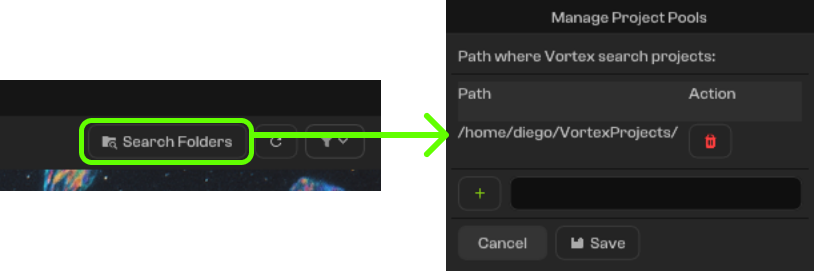 Search Folders
Manage Project Pools
Path where Vortex search projects:
Path Action
/home/diego/VortexProjects/
+
Cancel Save